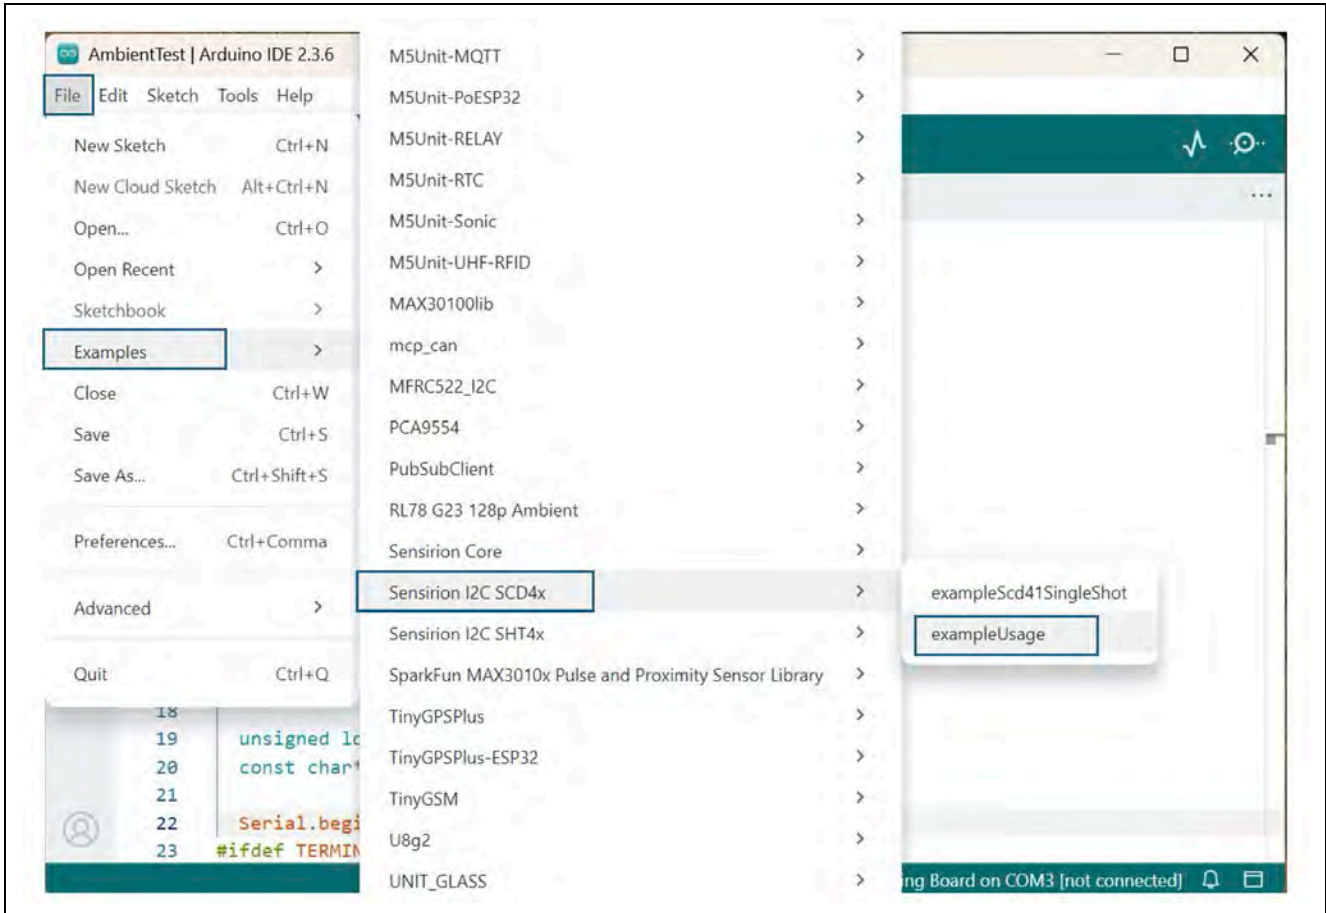 AmbientTest | Arduino IDE 2.3.6
File Edit Sketch Tools Help
New Sketch Ctrl+N
New Cloud Sketch Alt+Ctrl+N
Open... Ctrl+O
Open Recent
Sketchbook
Examples
Close Ctrl+W
Save Ctrl+S
Save As... Ctrl+Shift+S
Preferences... Ctrl+Comma
Advanced
Quit Ctrl+Q
M5Unit-MQTT
M5Unit-PoESP32
M5Unit-RELAY
M5Unit-RTC
M5Unit-Sonic
M5Unit-UHF-RFID
MAX30100lib
mcp_can
MFRC522_I2C
PCA9554
PubSubClient
RL78 G23 128p Ambient
Sensirion Core
Sensirion I2C SCD4x
Sensirion I2C SHT4x
SparkFun MAX3010x Pulse and Proximity Sensor Library
TinyGPSPlus
TinyGPSPlus-ESP32
TinyGSM
U8g2
UNIT_GLASS
exampleScd41SingleShot
exampleUsage
18
19 unsigned lo
20 const char*
21
22 Serial.begi
23 #ifdef TERMIN
ing Board on COM3 [not connected]